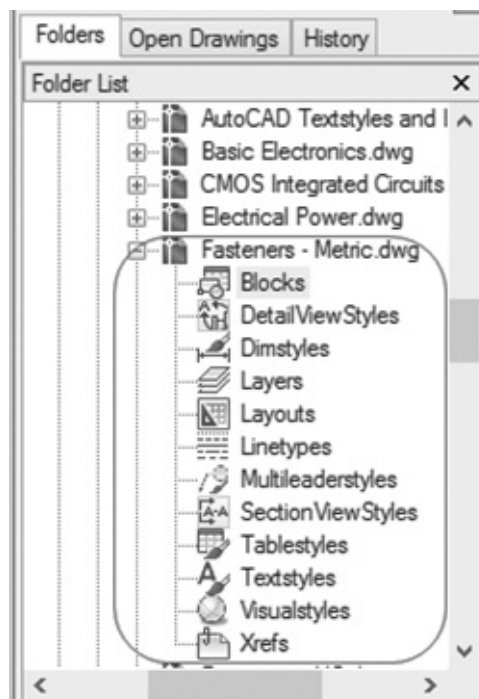 Folders Open Drawings History
Folder List
AutoCAD Textstyles and l
Basic Electronics.dwg
CMOS Integrated Circuits
Electrical Power.dwg
Fasteners - Metric.dwg
Blocks
DetailViewStyles
Dimstyles
Layers
Layouts
Linetypes
Multileaderstyles
SectionViewStyles
Tablestyles
Textstyles
Visualstyles
Xrefs